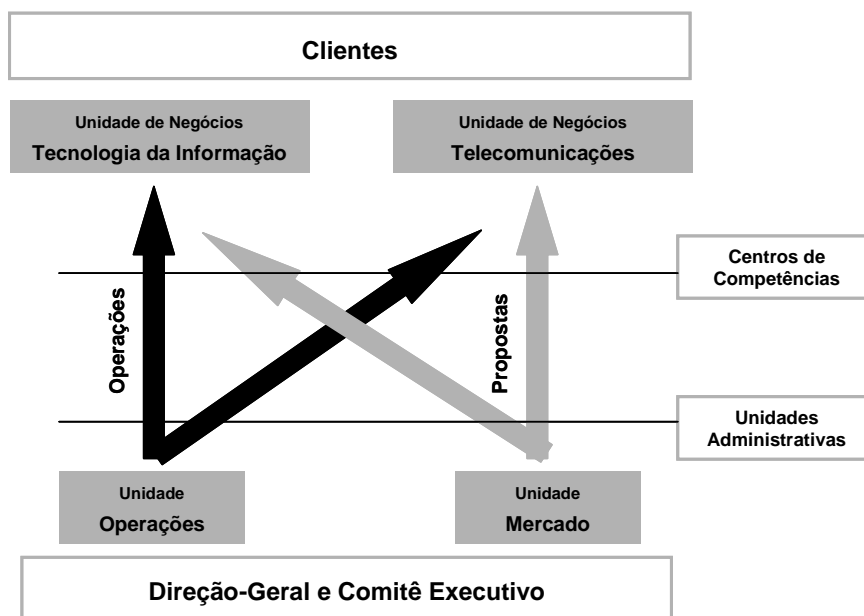 Clientes
Unidade de Negócios
Tecnologia da Informação
Unidade de Negócios
Telecomunicações
Centros de
Competências
Operações
Propostas
Unidades
Administrativas
Unidade
Operações
Unidade
Mercado
Direção-Geral e Comitê Executivo